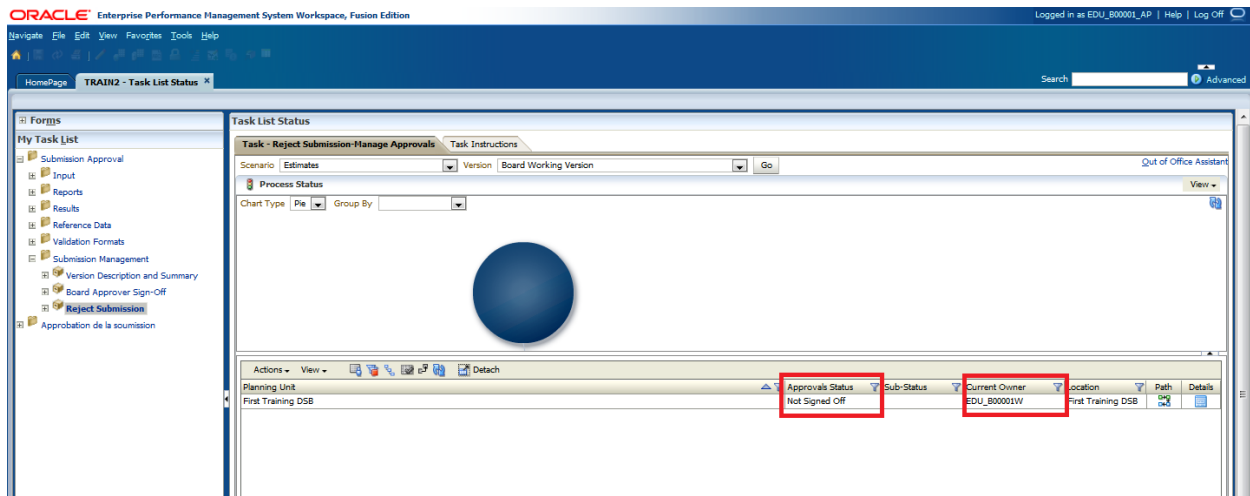 ORACLE® Enterprise Performance Management System Workspace, Fusion Edition
Logged in as EDU_B00001_AP | Help | Log Off
Navigate File Edit View Favorites Tools Help
HomePage TRAIN2 - Task List Status Search Advanced
Forms
My Task List
Submission Approval
Input
Reports
Results
Reference Data
Validation Formats
Submission Management
Version Description and Summary
Board Approver Sign-Off
Reject Submission
Approbation de la soumission
Task List Status
Task - Reject Submission-Manage Approvals Task Instructions
Scenario Estimates Version Board Working Version Go Out of Office Assistant
Process Status View
Chart Type Pie Group By
Actions View Detach
Planning Unit Approvals Status Sub-Status Current Owner Location Path Details
First Training DSB Not Signed Off EDU_B00001W First Training DSB